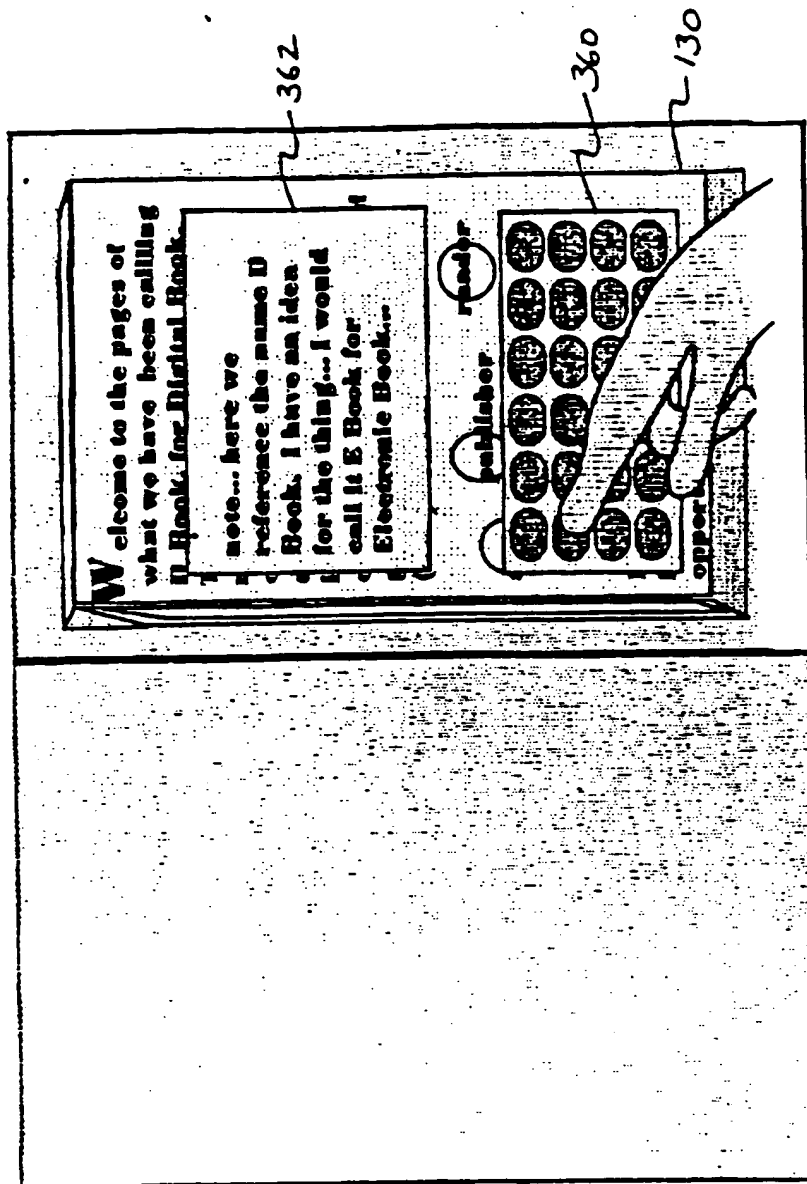 Welcome to the pages of
what we have been calling
D Book, for Digital Book.
note... here we
reference the name D
Book. I have an idea
for the thing... I would
call it E Book for
Electronic Book...
362
publisher reader
360
oppor
130